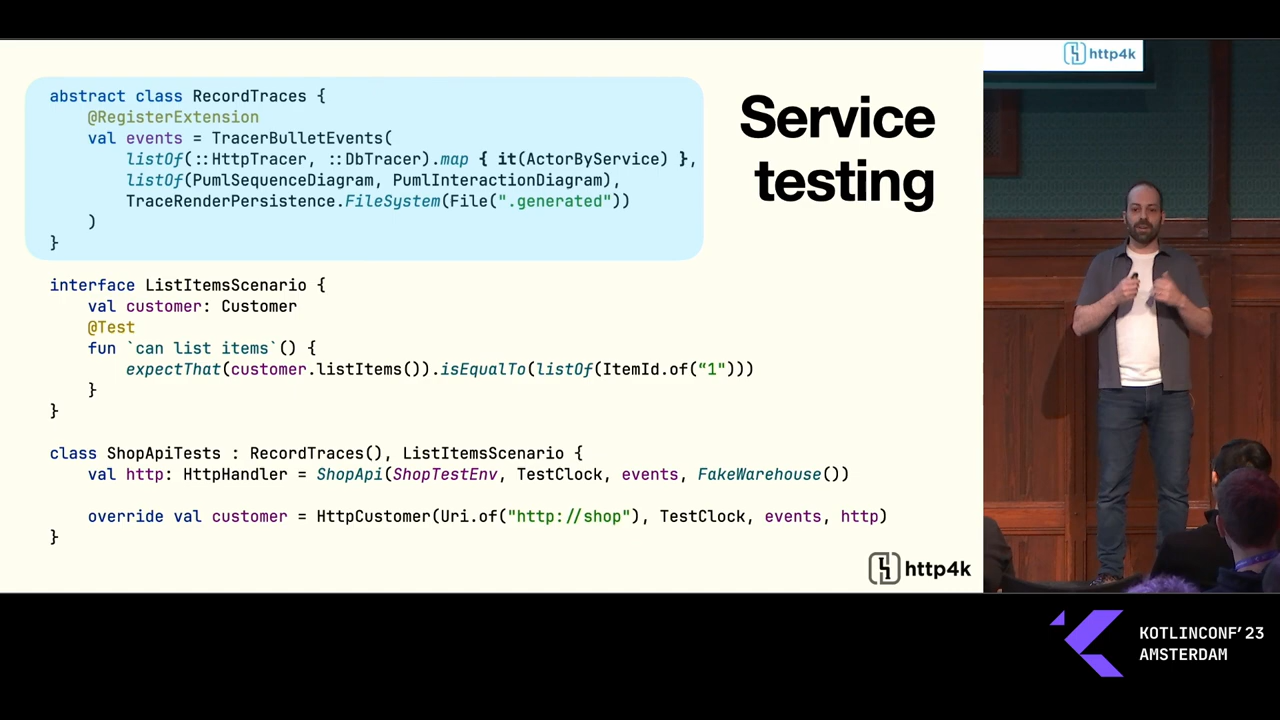 abstract class RecordTraces {
@RegisterExtension
val events = TracerBulletEvents(
listOf(::HttpTracer, ::DbTracer).map { it(ActorByService) },
listOf(PumlSequenceDiagram, PumlInteractionDiagram),
TraceRenderPersistence.FileSystem(File(".generated"))
)
}
interface ListItemsScenario {
val customer: Customer
@Test
fun `can list items`() {
expectThat(customer.listItems()).isEqualTo(listOf(ItemId.of(“1")))
}
}
class ShopApiTests : RecordTraces(), ListItemsScenario {
val http: HttpHandler = ShopApi(ShopTestEnv, TestClock, events, FakeWarehouse())
override val customer = HttpCustomer(Uri.of("http://shop"), TestClock, events, http)
}
Service
testing
http4k
http4k
KOTLINCONF’23
AMSTERDAM